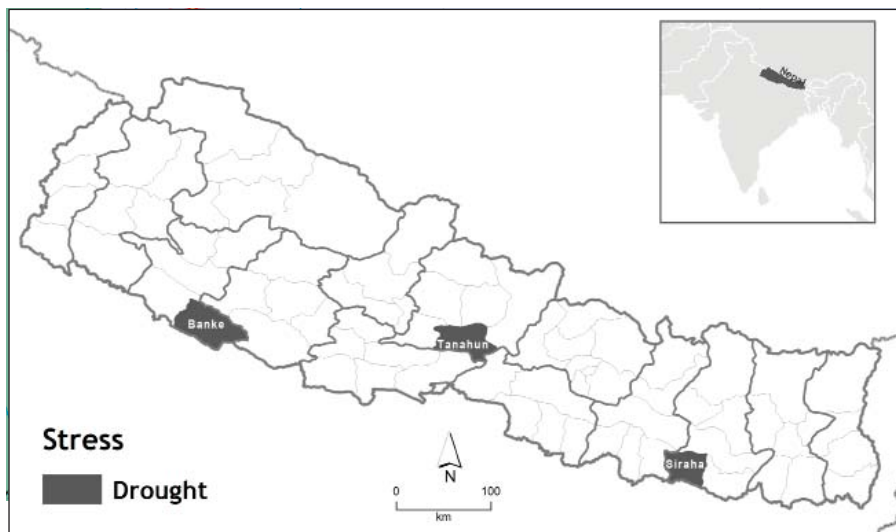 Nepal
Banke
Tanahun
Siraha
Stress
Drought
N
0 100
km